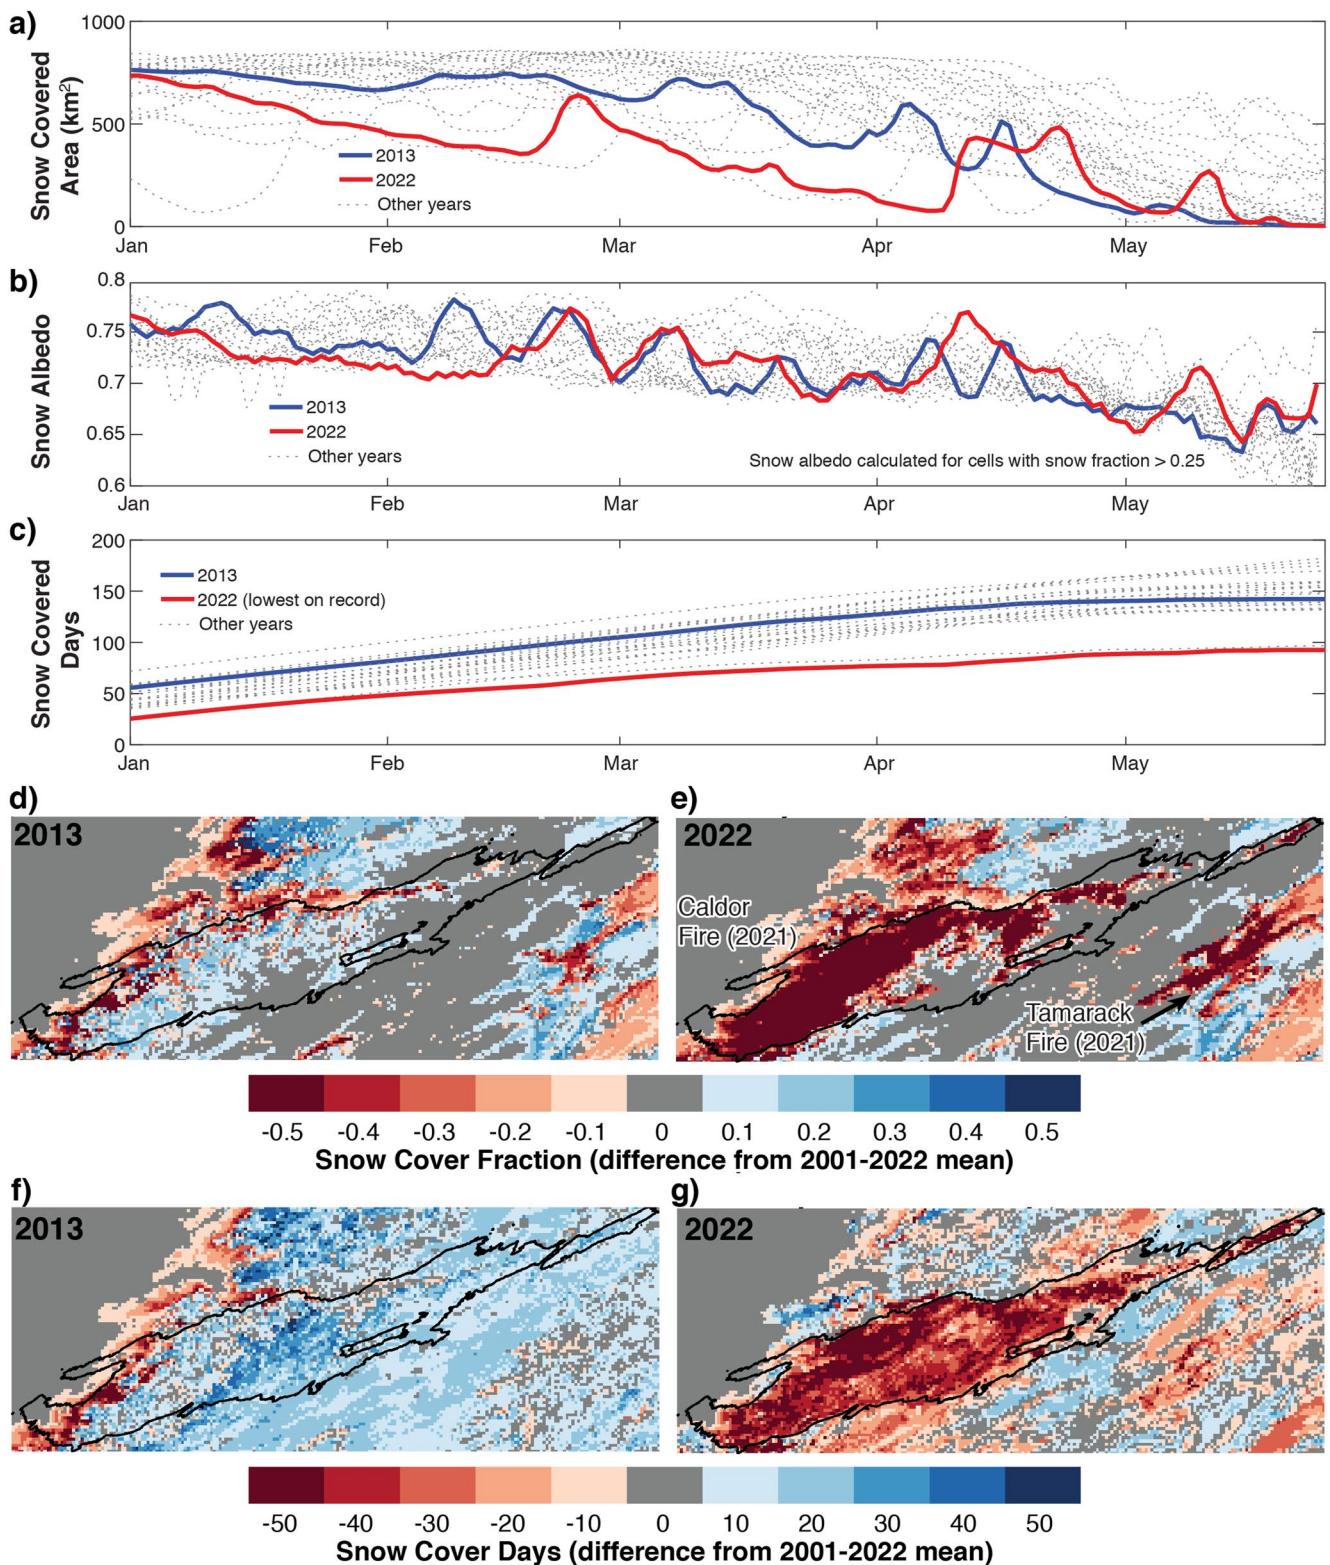 a)
Snow Covered
Area (km²)
1000
500
0
2013
2022
Other years
Jan Feb Mar Apr May
b)
Snow Albedo
0.8
0.75
0.7
0.65
0.6
2013
2022
Other years
Snow albedo calculated for cells with snow fraction > 0.25
Jan Feb Mar Apr May
c)
Snow Covered
Days
200
150
100
50
0
2013
2022 (lowest on record)
Other years
Jan Feb Mar Apr May
d)
2013
e)
2022
Caldor
Fire (2021)
Tamarack
Fire (2021)
-0.5 -0.4 -0.3 -0.2 -0.1 0 0.1 0.2 0.3 0.4 0.5
Snow Cover Fraction (difference from 2001-2022 mean)
f)
2013
g)
2022
-50 -40 -30 -20 -10 0 10 20 30 40 50
Snow Cover Days (difference from 2001-2022 mean)